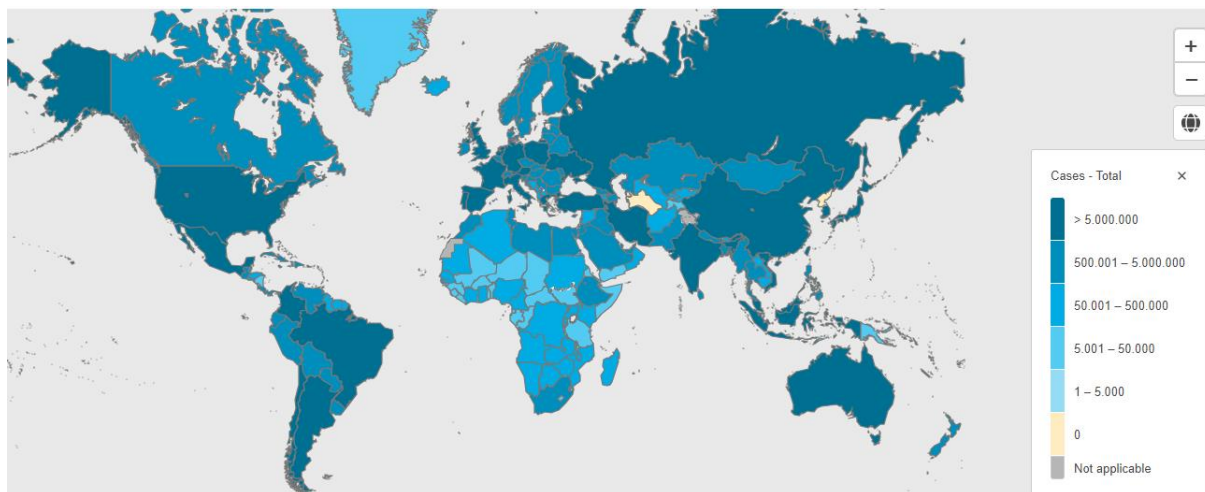 +
−
Cases - Total ×
> 5.000.000
500.001 – 5.000.000
50.001 – 500.000
5.001 – 50.000
1 – 5.000
0
Not applicable